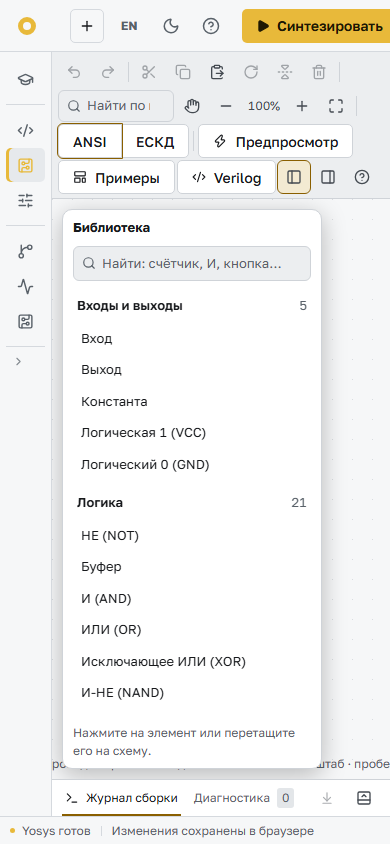 EN
Синтезировать
Найти по
100%
ANSI
ЕСКД
Предпросмотр
Примеры
Verilog
Библиотека
Найти: счётчик, И, кнопка...
Входы и выходы 5
Вход
Выход
Константа
Логическая 1 (VCC)
Логический 0 (GND)
Логика 21
НЕ (NOT)
Буфер
И (AND)
ИЛИ (OR)
Исключающее ИЛИ (XOR)
И-НЕ (NAND)
Нажмите на элемент или перетащите
его на схему.
штаб · пробе
Журнал сборки
Диагностика 0
Yosys готов
Изменения сохранены в браузере